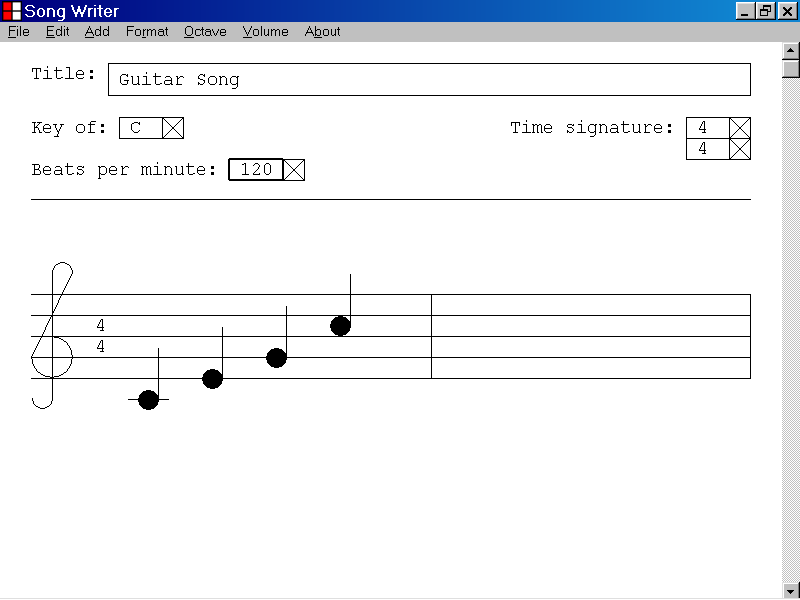 Song Writer
File Edit Add Format Octave Volume About
Title: Guitar Song
Key of: C Time signature: 4
4
Beats per minute: 120
4
4